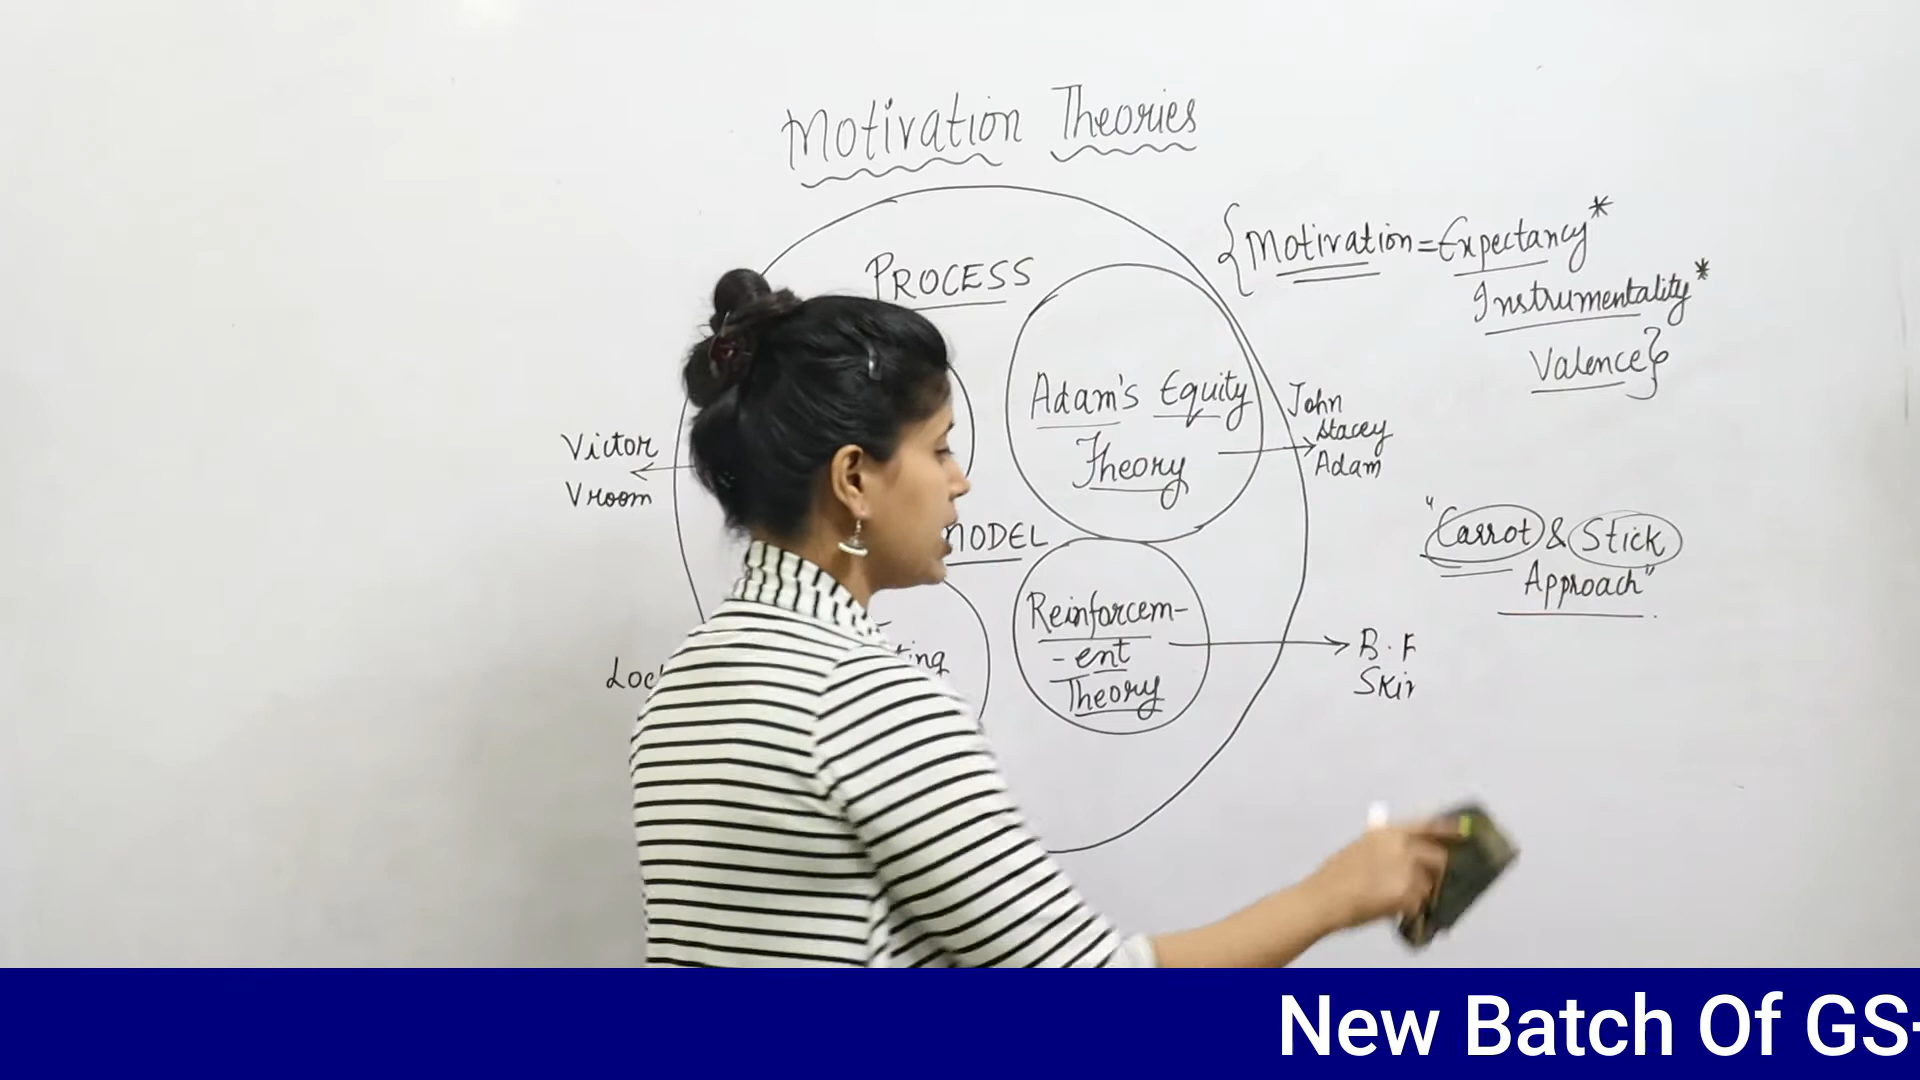 Motivation Theories
PROCESS
{Motivation = Expectancy*
Instrumentality*
Valence}
Adam's Equity
Theory
John
Stacey
Adam
Victor
Vroom
MODEL
"Carrot & Stick
Approach"
Reinforcem-
-ent
Theory
B. F
Skin
New Batch Of GS-